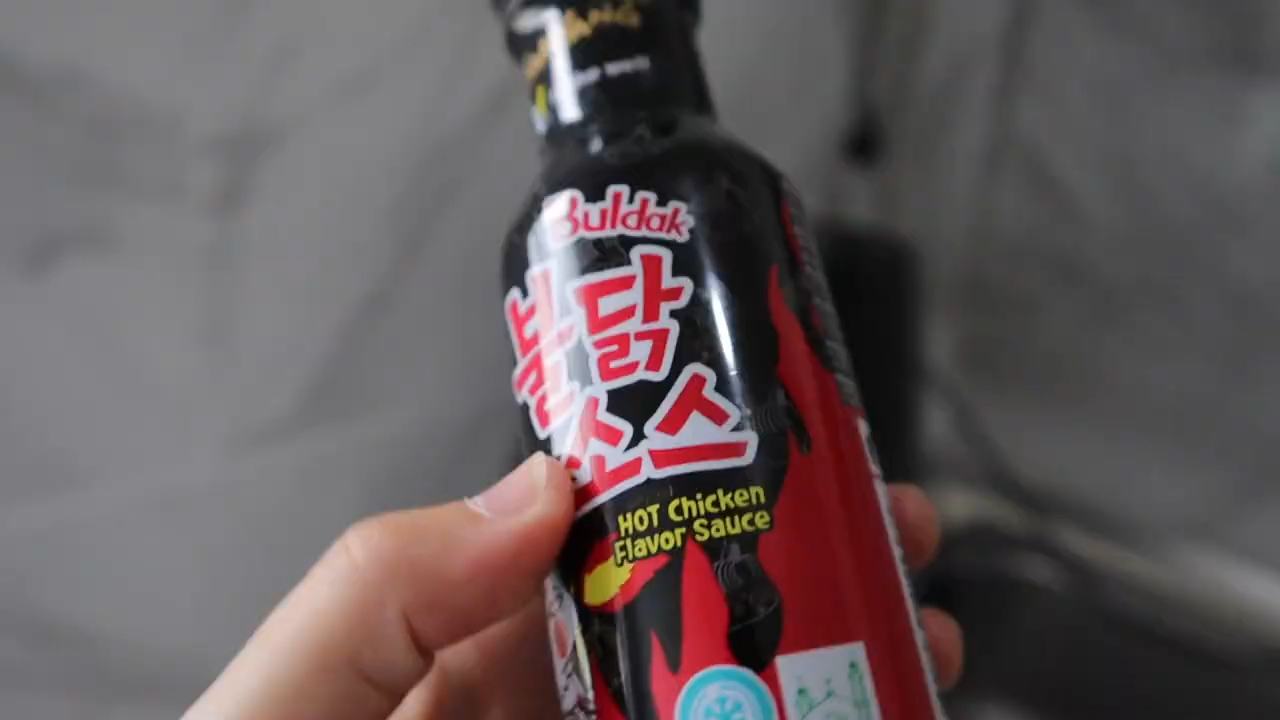 Buldak
불닭
소스
HOT Chicken
Flavor Sauce